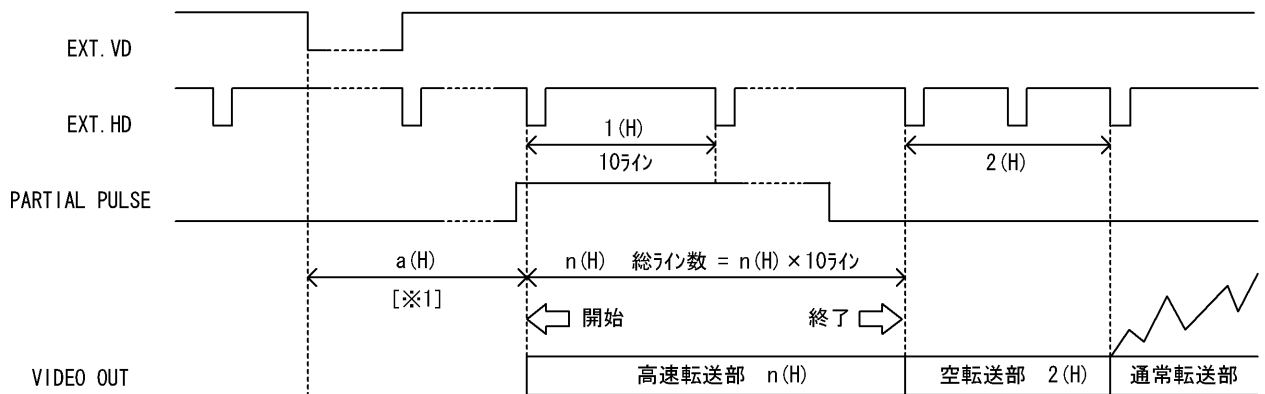 EXT.VD
EXT.HD
1(H)
10ﾗｲﾝ
2(H)
PARTIAL PULSE
a(H)
[※1]
n(H) 総ﾗｲﾝ数 = n(H)×10ﾗｲﾝ
開始
終了
VIDEO OUT
高速転送部 n(H)
空転送部 2(H)
通常転送部